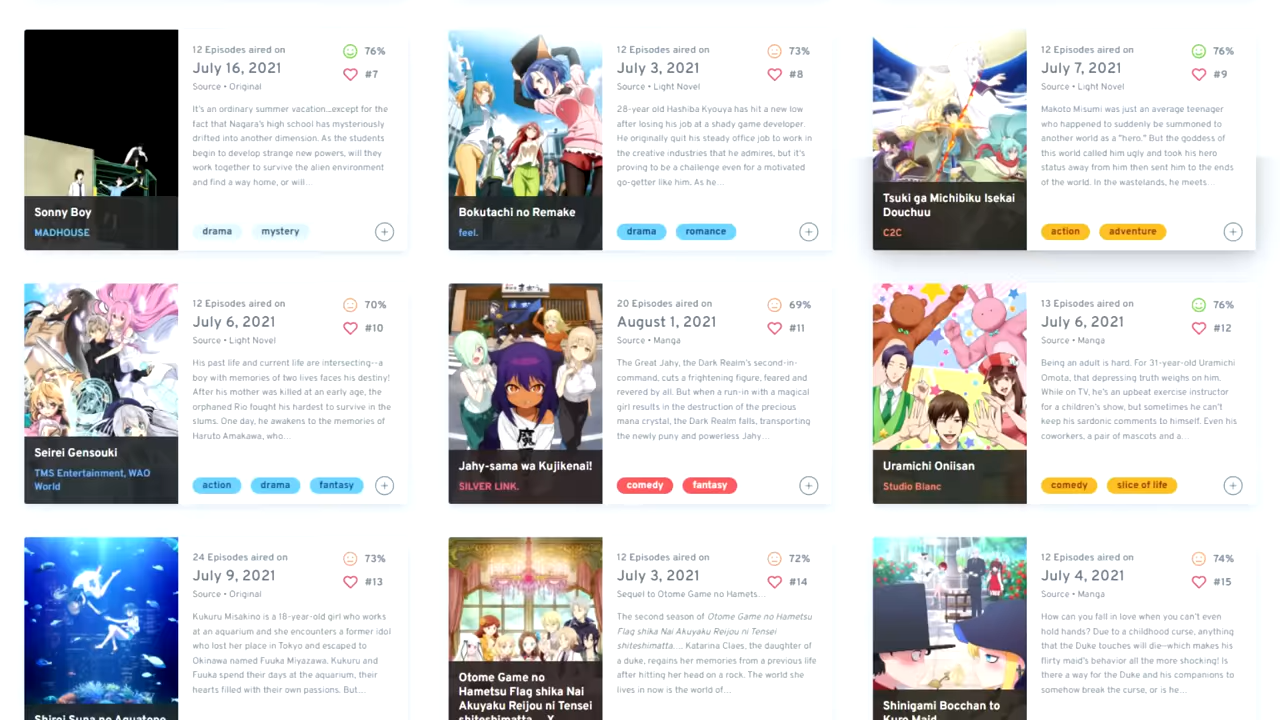 12 Episodes aired on
76%
July 16, 2021
#7
Source • Original
It's an ordinary summer vacation...except for the
fact that Nagara's high school has mysteriously
drifted into another dimension. As the students
begin to develop strange new powers, will they
work together to survive the alien environment
and find a way home, or will...
Sonny Boy
MADHOUSE
drama
mystery
12 Episodes aired on
73%
July 3, 2021
#8
Source • Light Novel
28-year old Hashiba Kyouya has hit a new low
after losing his job at a shady game developer.
He originally quit his steady office job to work in
the creative industries that he admires, but it's
proving to be a challenge even for a motivated
go-getter like him. As he...
Bokutachi no Remake
feel.
drama
romance
12 Episodes aired on
76%
July 7, 2021
#9
Source • Light Novel
Makoto Misumi was just an average teenager
who happened to suddenly be summoned to
another world as a "hero." But the goddess of
this world called him ugly and took his hero
status away from him then sent him to the ends
of the world. In the wastelands, he meets...
Tsuki ga Michibiku Isekai
Douchuu
C2C
action
adventure
12 Episodes aired on
70%
July 6, 2021
#10
Source • Light Novel
His past life and current life are intersecting--a
boy with memories of two lives faces his destiny!
After his mother was killed at an early age, the
orphaned Rio fought his hardest to survive in the
slums. One day, he awakens to the memories of
Haruto Amakawa, who...
Seirei Gensouki
TMS Entertainment, WAO
World
action
drama
fantasy
20 Episodes aired on
69%
August 1, 2021
#11
Source • Manga
The Great Jahy, the Dark Realm's second-in-
command, cuts a frightening figure, feared and
revered by all. But when a run-in with a magical
girl results in the destruction of the precious
mana crystal, the Dark Realm falls, transporting
the newly puny and powerless Jahy...
魔
Jahy-sama wa Kujikenai!
SILVER LINK.
comedy
fantasy
13 Episodes aired on
76%
July 6, 2021
#12
Source • Manga
Being an adult is hard. For 31-year-old Uramichi
Omota, that depressing truth weighs on him.
While on TV, he's an upbeat exercise instructor
for a children's show, but sometimes he can't
keep his sardonic comments to himself. Even his
coworkers, a pair of mascots and a...
Uramichi Oniisan
Studio Blanc
comedy
slice of life
24 Episodes aired on
73%
July 9, 2021
#13
Source • Original
Kukuru Misakino is a 18-year-old girl who works
at an aquarium and she encounters a former idol
who lost her place in Tokyo and escaped to
Okinawa named Fuuka Miyazawa. Kukuru and
Fuuka spend their days at the aquarium, their
hearts filled with their own passions. But...
Shiroi Suna no Aquatope
12 Episodes aired on
72%
July 3, 2021
#14
Sequel to Otome Game no Hamets...
The second season of Otome Game no Hametsu
Flag shika Nai Akuyaku Reijou ni Tensei
shiteshimatta... Katarina Claes, the daughter of
a duke, regains her memories from a previous life
after hitting her head on a rock. The world she
lives in now is the world of...
Otome Game no
Hametsu Flag shika Nai
Akuyaku Reijou ni Tensei
shiteshimatta... X
12 Episodes aired on
74%
July 4, 2021
#15
Source • Manga
How can you fall in love when you can't even
hold hands? Due to a childhood curse, anything
that the Duke touches will die—which makes his
flirty maid's behavior all the more shocking! Is
there a way for the Duke and his companions to
somehow break the curse, or is he...
Shinigami Bocchan to
Kuro Maid